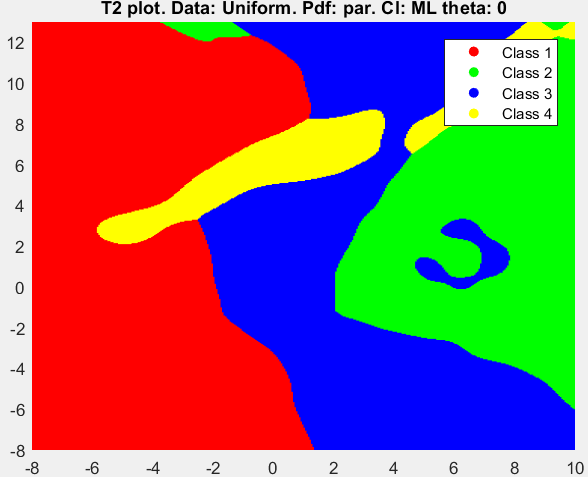 T2 plot. Data: Uniform. Pdf: par. Cl: ML theta: 0
12
10
8
6
4
2
0
-2
-4
-6
-8
Class 1
Class 2
Class 3
Class 4
-8 -6 -4 -2 0 2 4 6 8 10